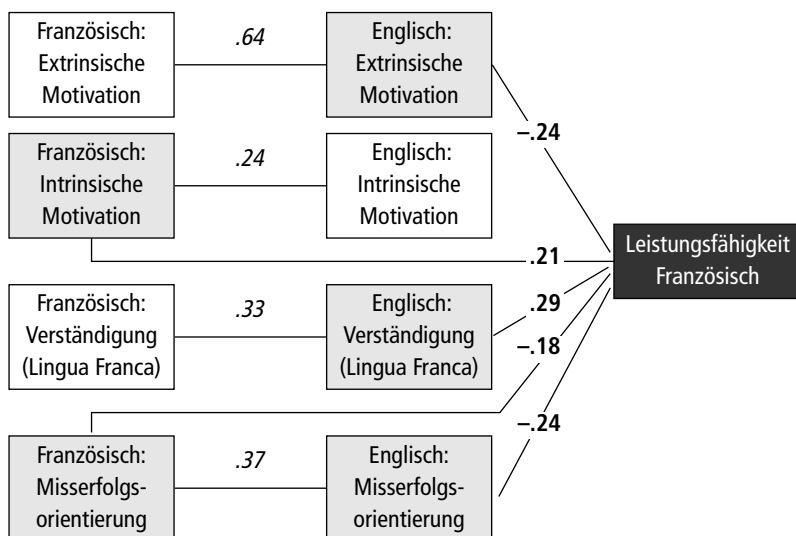 Französisch:
Extrinsische
Motivation
.64
Englisch:
Extrinsische
Motivation
–.24
Französisch:
Intrinsische
Motivation
.24
Englisch:
Intrinsische
Motivation
.21
Leistungsfähigkeit
Französisch
Französisch:
Verständigung
(Lingua Franca)
.33
Englisch:
Verständigung
(Lingua Franca)
.29
–.18
Französisch:
Misserfolgs-
orientierung
.37
Englisch:
Misserfolgs-
orientierung
–.24